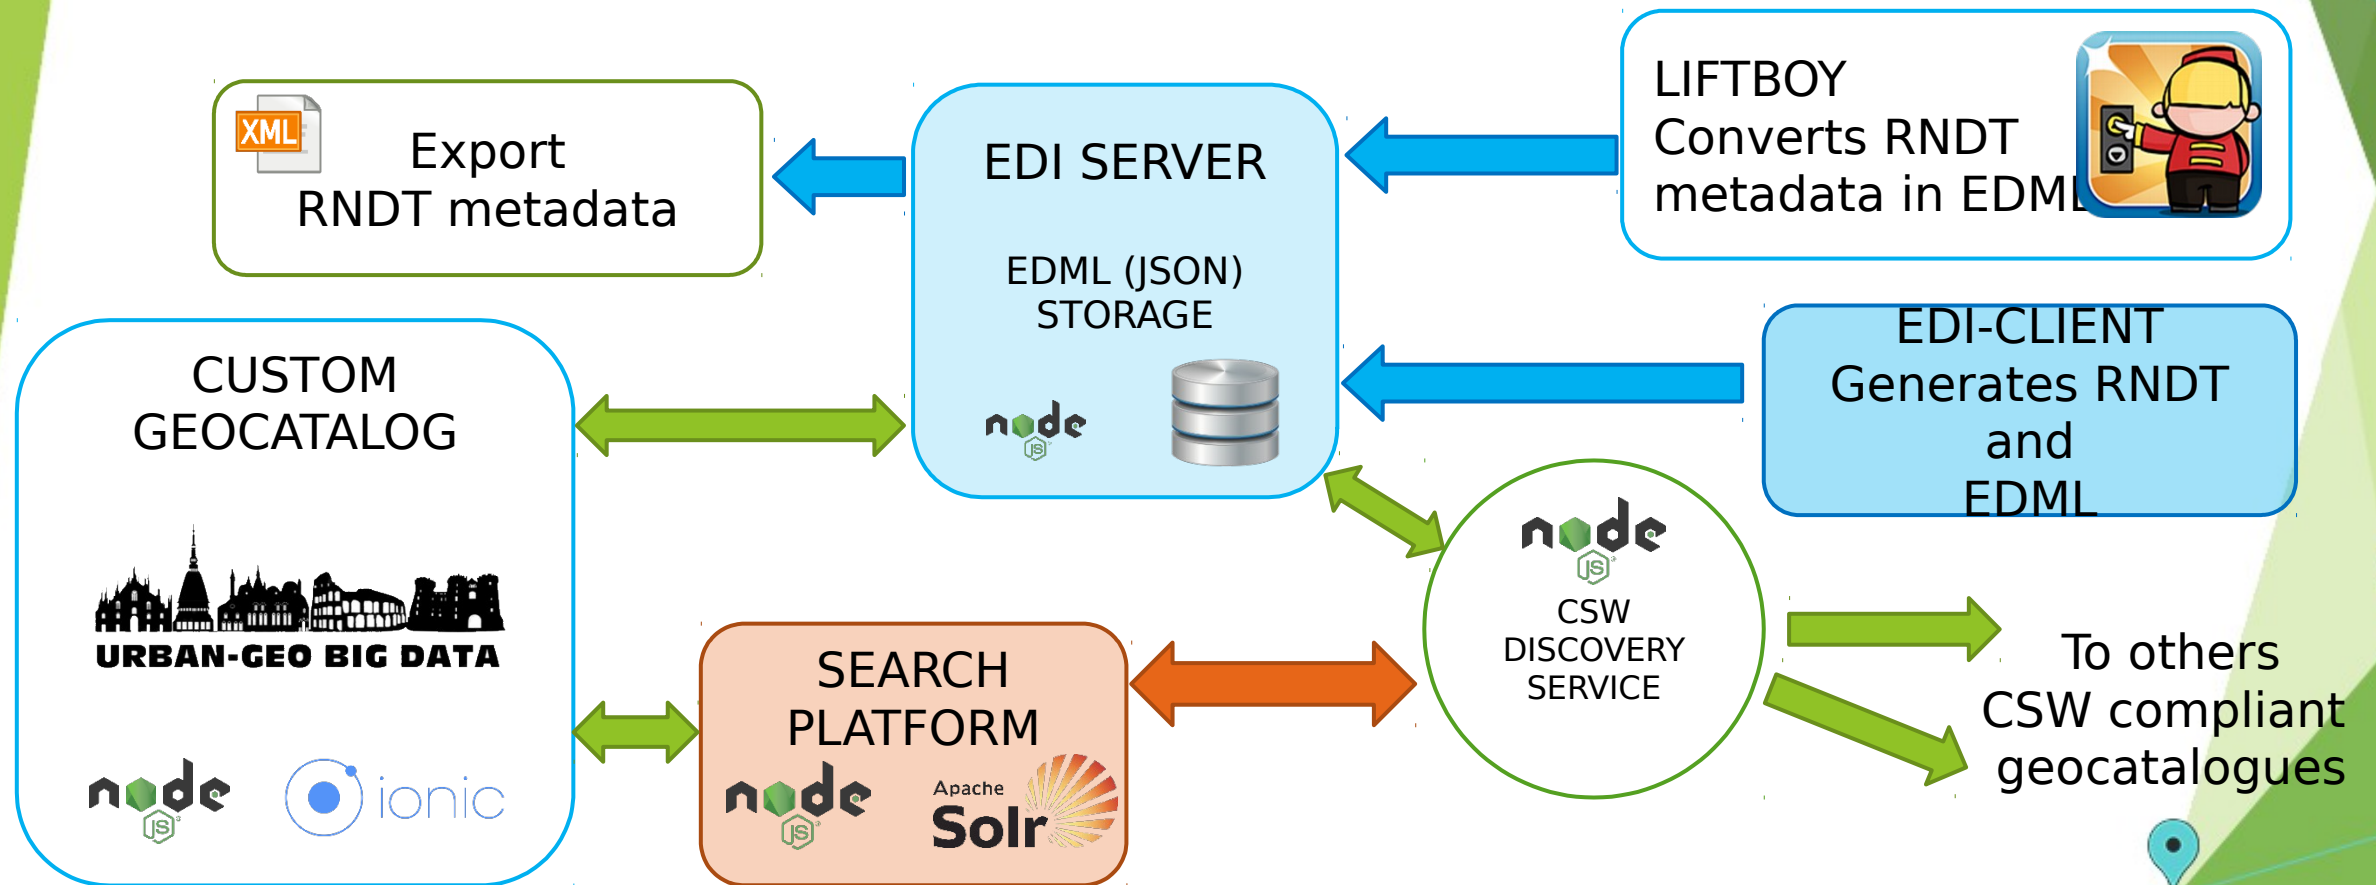 XML
Export
RNDT metadata
EDI SERVER
EDML (JSON)
STORAGE
node
JS
LIFTBOY
Converts RNDT
metadata in EDML
EDI-CLIENT
Generates RNDT
and
EDML
CUSTOM
GEOCATALOG
URBAN-GEO BIG DATA
node
JS
ionic
SEARCH
PLATFORM
node
JS
Apache
Solr
node
JS
CSW
DISCOVERY
SERVICE
To others
CSW compliant
geocatalogues